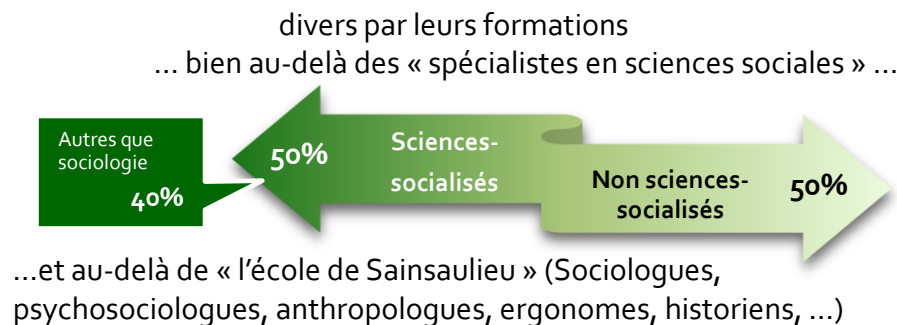 divers par leurs formations
... bien au-delà des « spécialistes en sciences sociales » ...
Autres que
sociologie
40%
50%
Sciences-
socialisés
Non sciences-
socialisés
50%
...et au-delà de « l'école de Sainsaulieu » (Sociologues,
psychosociologues, anthropologues, ergonomes, historiens, ...)